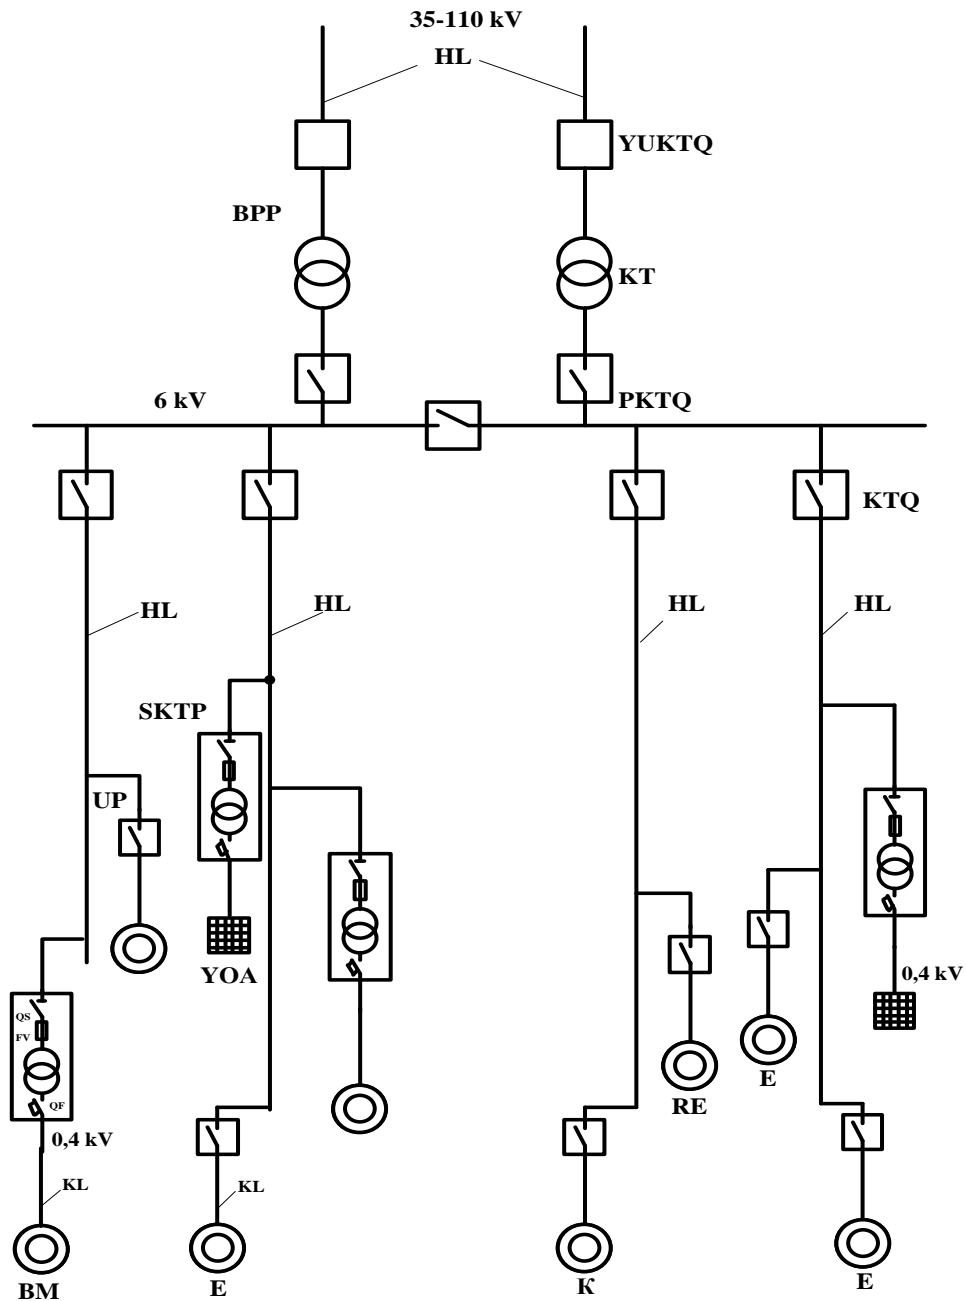 35-110 kV
HL
YUKTQ
BPP
KT
6 kV
PKTQ
KTQ
HL
HL
HL
HL
SKTP
UP
YOA
0,4 kV
QS
FV
E
QF
RE
0,4 kV
KL
KL
BM
E
K
E